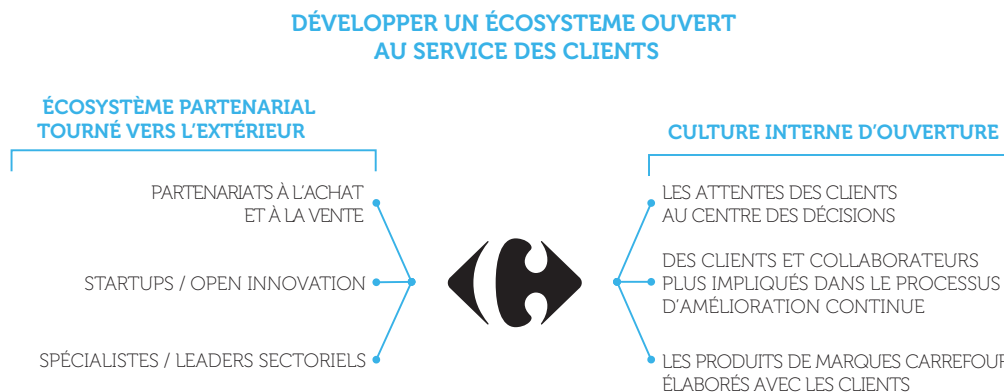 DÉVELOPPER UN ÉCOSYSTEME OUVERT
AU SERVICE DES CLIENTS
ÉCOSYSTÈME PARTENARIAL
TOURNÉ VERS L'EXTÉRIEUR
PARTENARIATS À L'ACHAT
ET À LA VENTE
STARTUPS / OPEN INNOVATION
SPÉCIALISTES / LEADERS SECTORIELS
CULTURE INTERNE D'OUVERTURE
LES ATTENTES DES CLIENTS
AU CENTRE DES DÉCISIONS
DES CLIENTS ET COLLABORATEURS
PLUS IMPLIQUÉS DANS LE PROCESSUS
D'AMÉLIORATION CONTINUE
LES PRODUITS DE MARQUES CARREFOUR
ÉLABORÉS AVEC LES CLIENTS